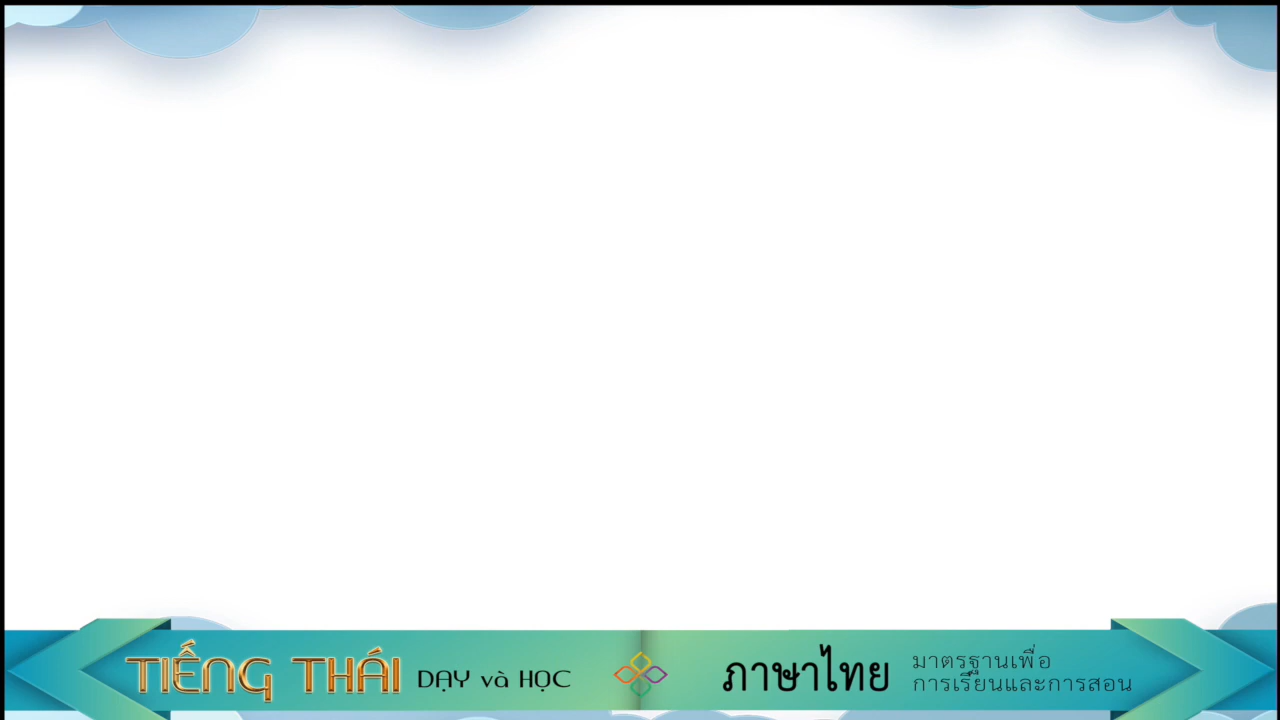 TIẾNG THÁI DẠY và HỌC
ภาษาไทย
มาตรฐานเพื่อ
การเรียนและการสอน